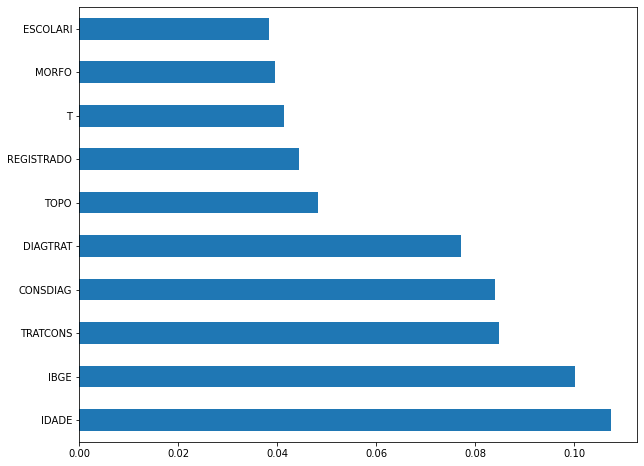 ESCOLARI
MORFO
T
REGISTRADO
TOPO
DIAGTRAT
CONSDIAG
TRATCONS
IBGE
IDADE
0.00 0.02 0.04 0.06 0.08 0.10